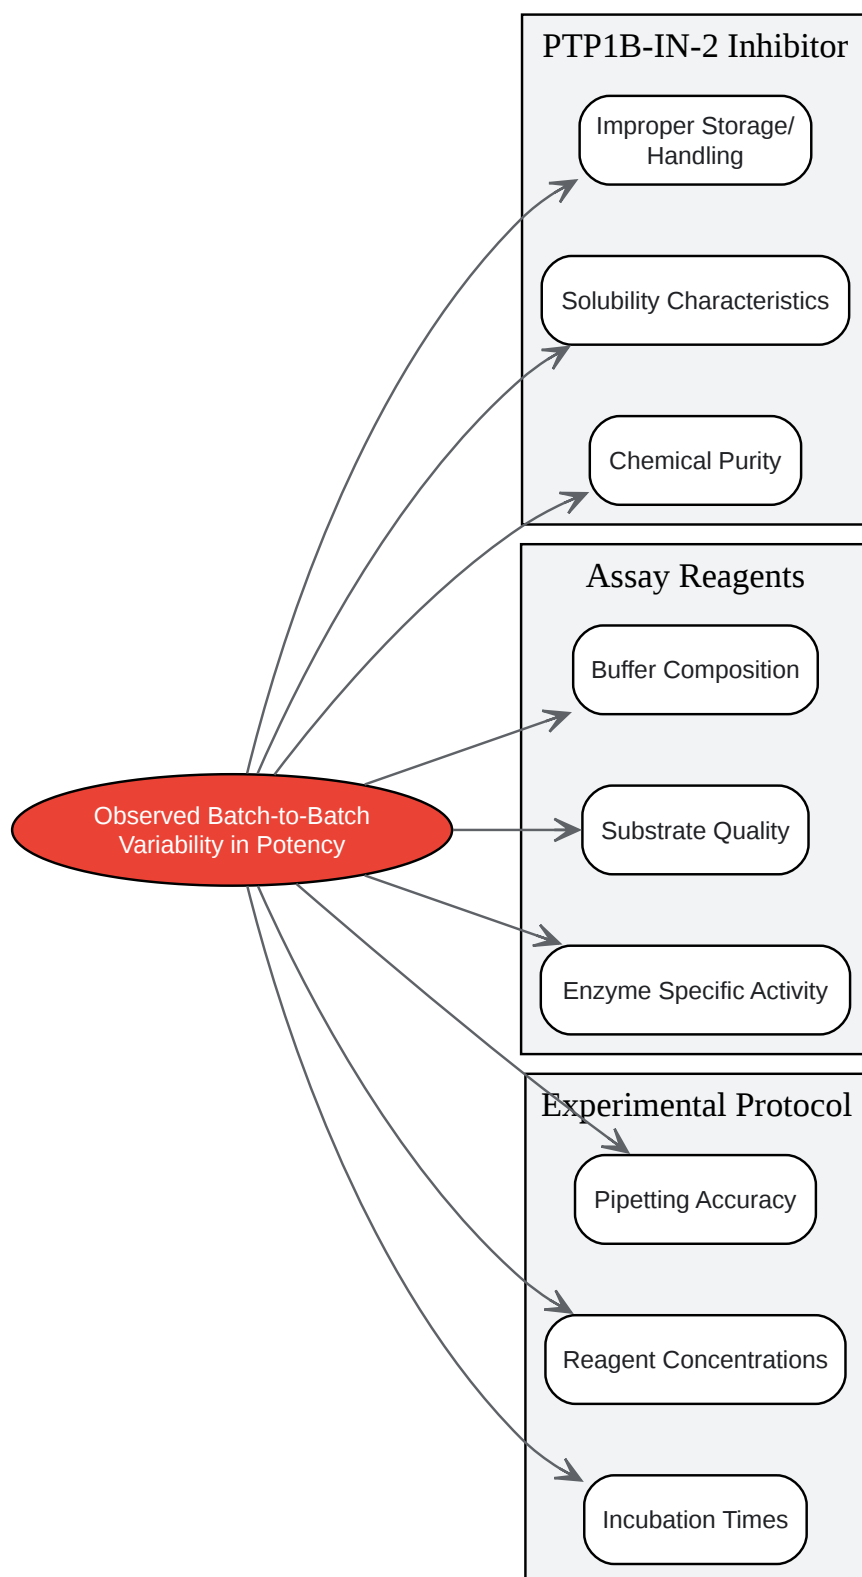 PTP1B-IN-2 Inhibitor
Improper Storage/
Handling
Solubility Characteristics
Chemical Purity
Assay Reagents
Buffer Composition
Observed Batch-to-Batch
Variability in Potency
Substrate Quality
Enzyme Specific Activity
Experimental Protocol
Pipetting Accuracy
Reagent Concentrations
Incubation Times